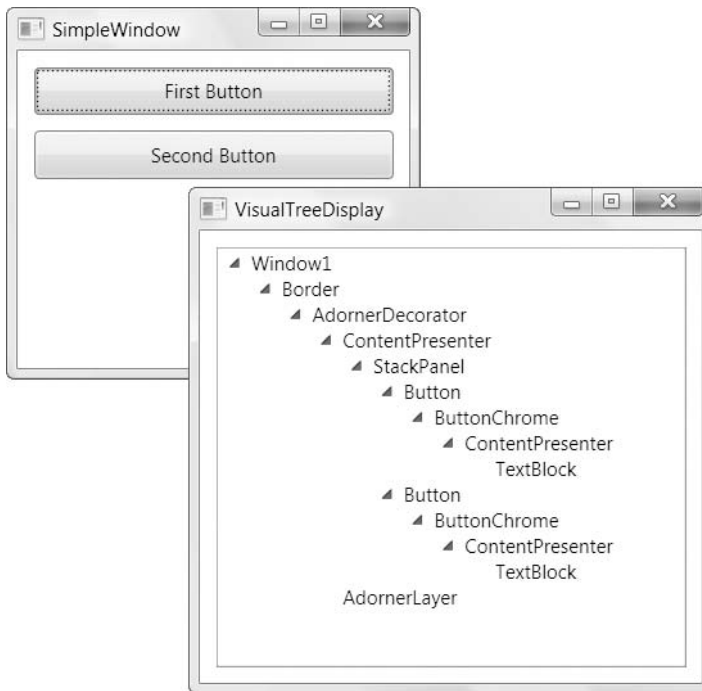 SimpleWindow
First Button
Second Button
VisualTreeDisplay
Window1
Border
AdornerDecorator
ContentPresenter
StackPanel
Button
ButtonChrome
ContentPresenter
TextBlock
Button
ButtonChrome
ContentPresenter
TextBlock
AdornerLayer